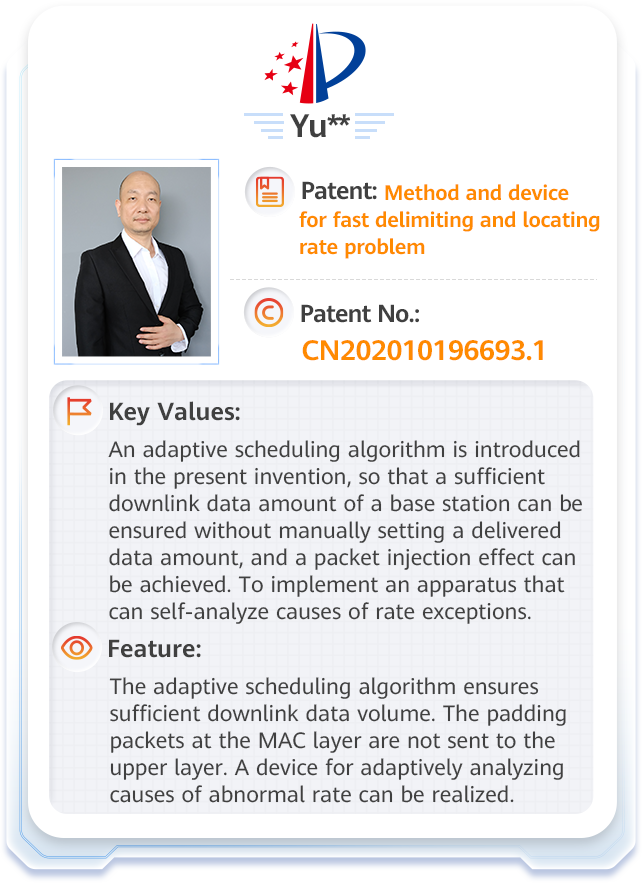 Yu**
Patent: Method and device
for fast delimiting and locating
rate problem
Patent No.:
CN202010196693.1
Key Values:
An adaptive scheduling algorithm is introduced
in the present invention, so that a sufficient
downlink data amount of a base station can be
ensured without manually setting a delivered
data amount, and a packet injection effect can
be achieved. To implement an apparatus that
can self-analyze causes of rate exceptions.
Feature:
The adaptive scheduling algorithm ensures
sufficient downlink data volume. The padding
packets at the MAC layer are not sent to the
upper layer. A device for adaptively analyzing
causes of abnormal rate can be realized.